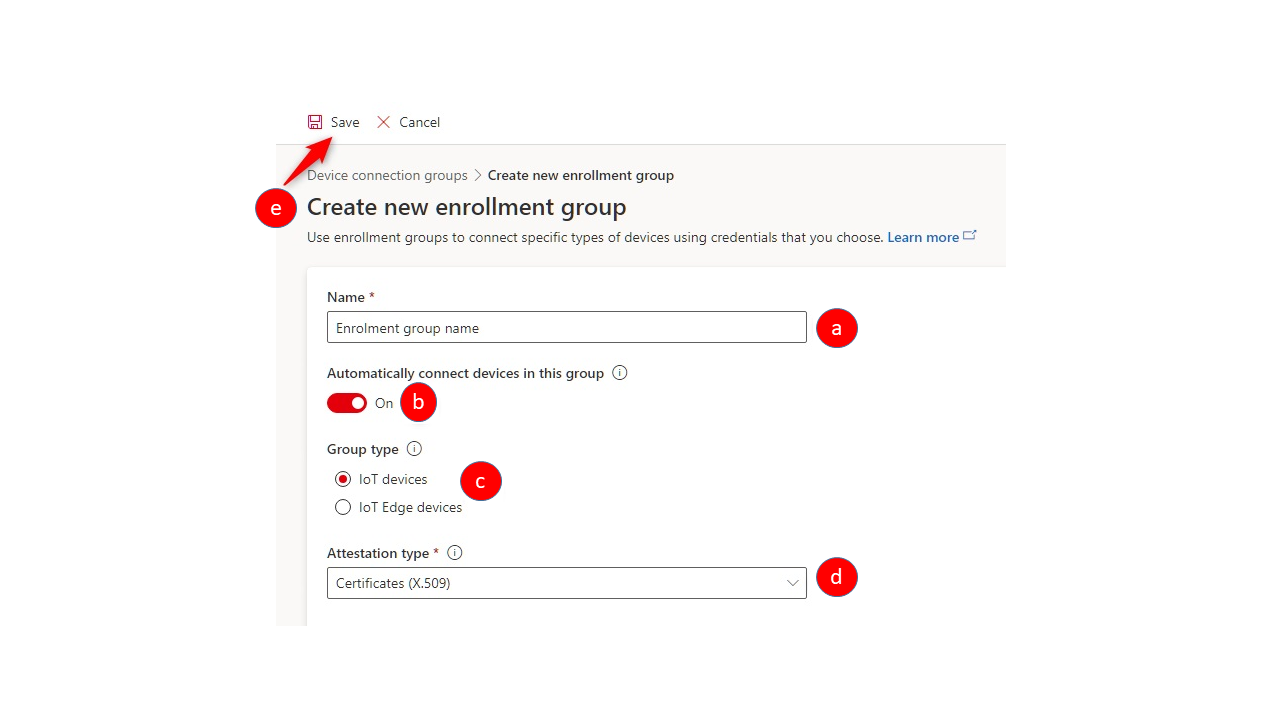 Save Cancel
Device connection groups > Create new enrollment group
e
Create new enrollment group
Use enrollment groups to connect specific types of devices using credentials that you choose. Learn more
Name *
Enrolment group name
a
Automatically connect devices in this group
On
b
Group type
IoT devices
c
IoT Edge devices
Attestation type *
Certificates (X.509)
d